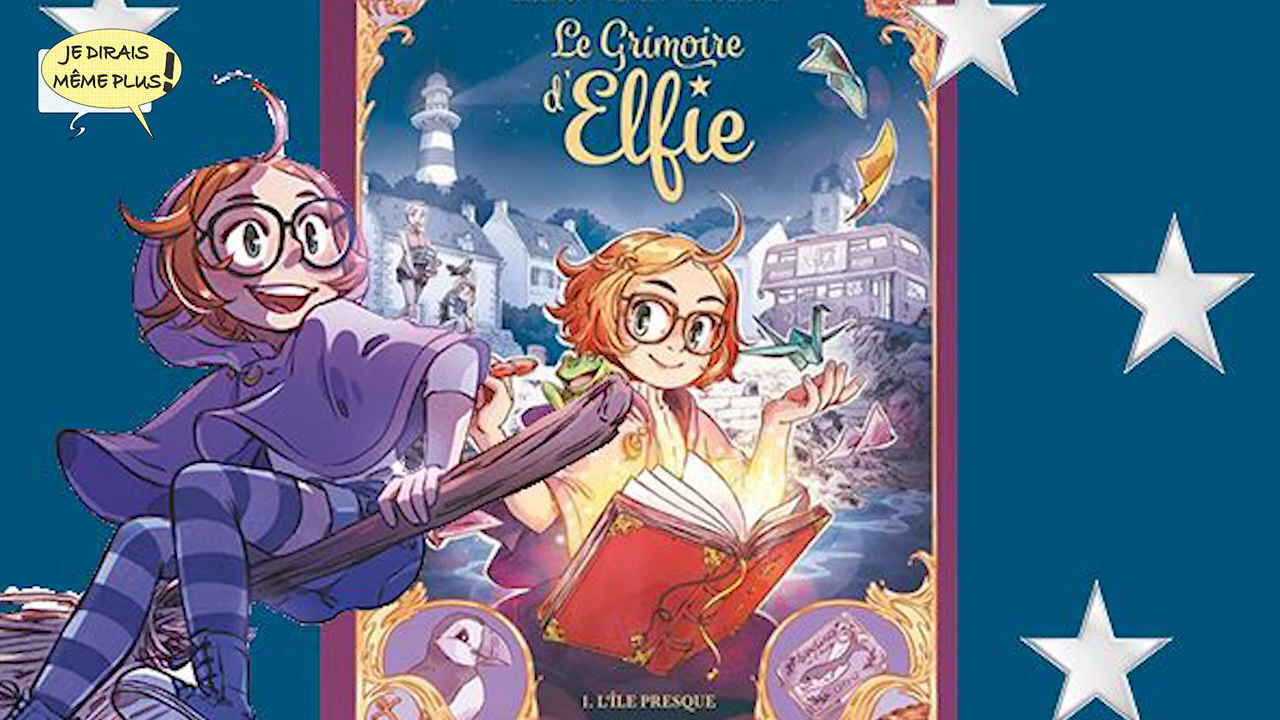 JE DIRAIS
MÊME PLUS!
Le Grimoire
d'Elfie
1. L'ÎLE PRESQUE